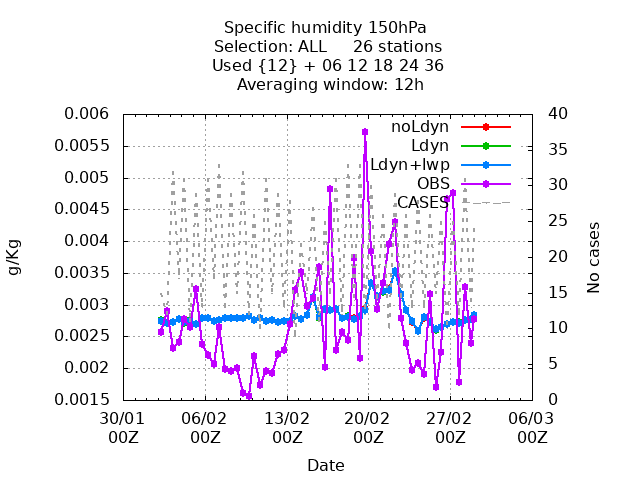 Specific humidity 150hPa
Selection: ALL     26 stations
Used {12} + 06 12 18 24 36
Averaging window: 12h
0.006
0.0055
0.005
0.0045
0.004
0.0035
0.003
0.0025
0.002
0.0015
g/Kg
40
35
30
25
20
15
10
5
0
No cases
noLdyn
Ldyn
Ldyn+lwp
OBS
CASES
30/01 06/02 13/02 20/02 27/02 06/03
00Z 00Z 00Z 00Z 00Z 00Z
Date